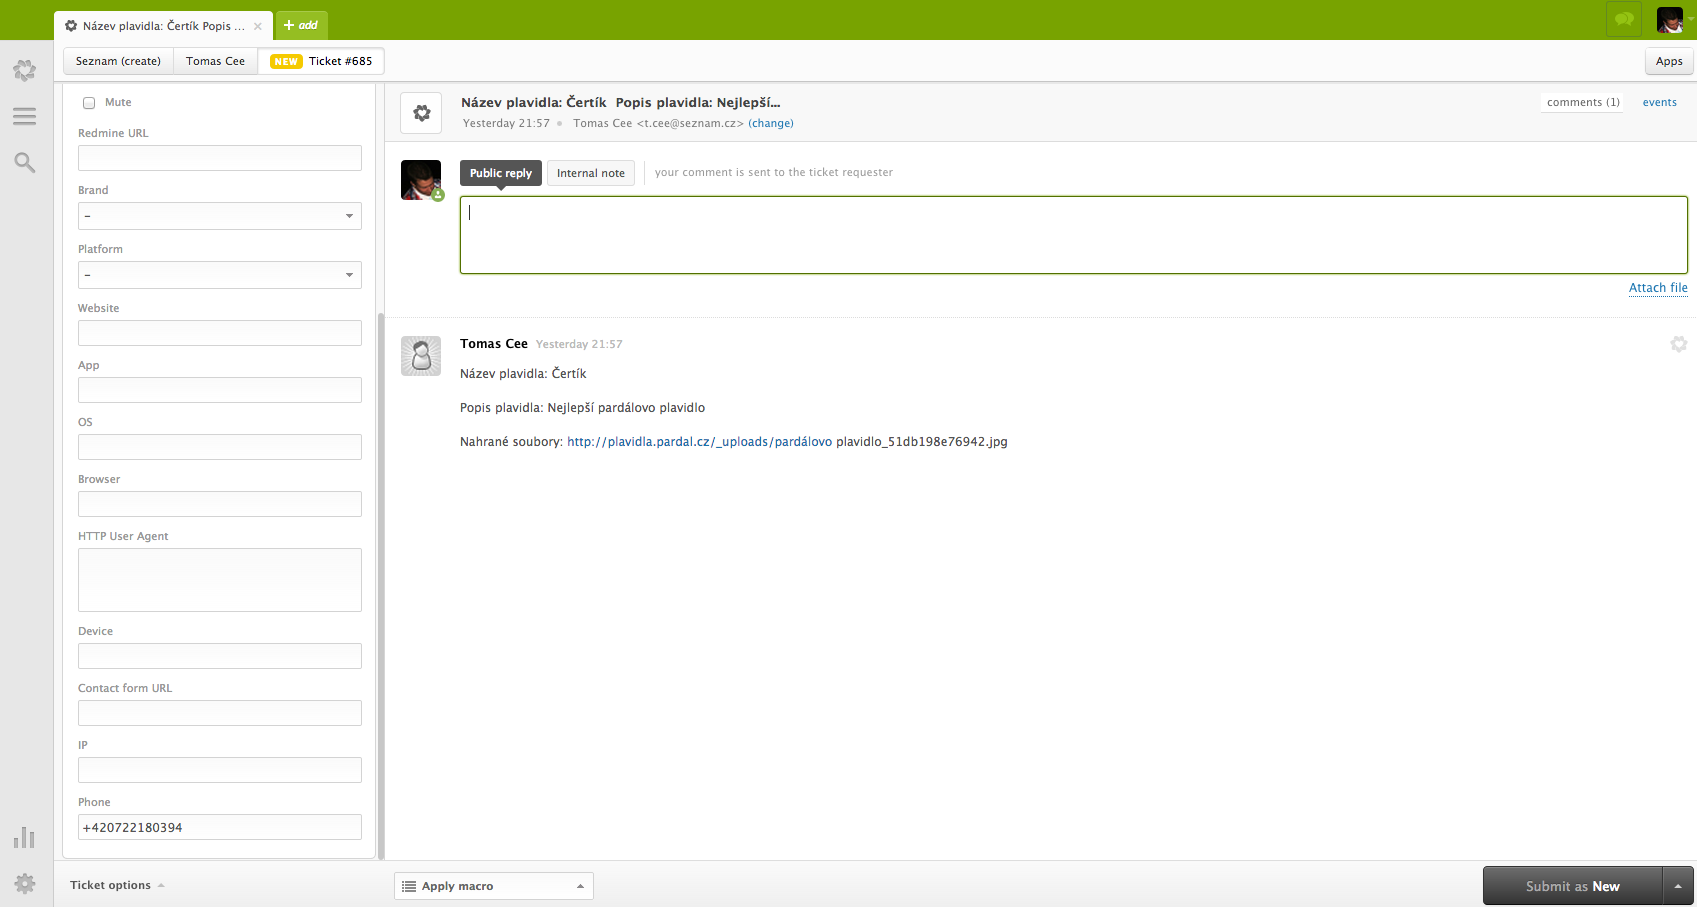 Název plavidla: Čertík Popis ...
add
Seznam (create)
Tomas Cee
NEW Ticket #685
Apps
Mute
Redmine URL
Brand
-
Platform
-
Website
App
OS
Browser
HTTP User Agent
Device
Contact form URL
IP
Phone
+420722180394
Název plavidla: Čertík Popis plavidla: Nejlepší...
Yesterday 21:57 Tomas Cee <t.cee@seznam.cz> (change)
comments (1)
events
Public reply
Internal note
your comment is sent to the ticket requester
Attach file
Tomas Cee Yesterday 21:57
Název plavidla: Čertík
Popis plavidla: Nejlepší pardálovo plavidlo
Nahrané soubory: http://plavidla.pardal.cz/_uploads/pardálovo plavidlo_51db198e76942.jpg
Ticket options
Apply macro
Submit as New